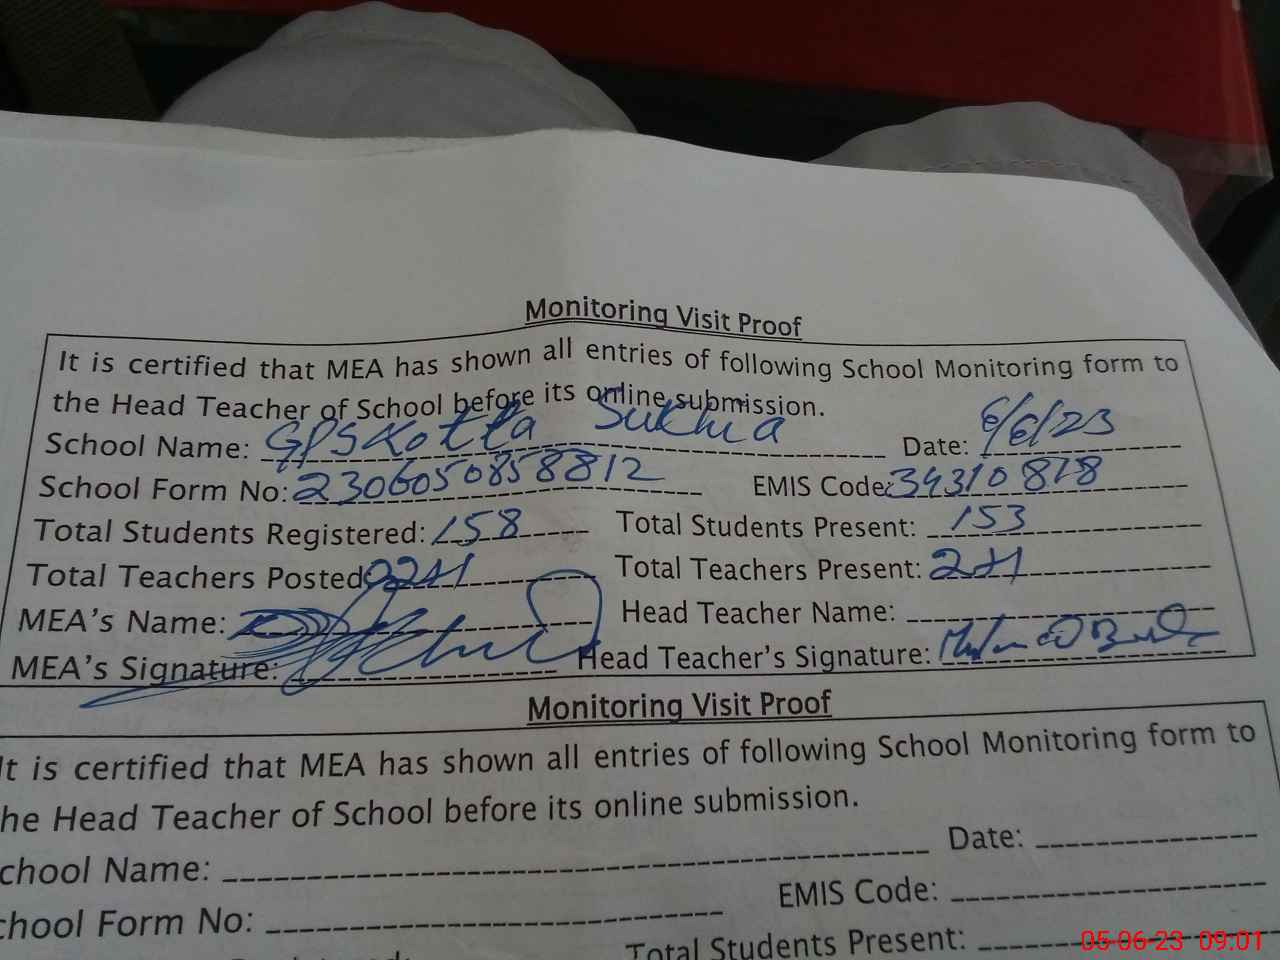 Monitoring Visit Proof
It is certified that MEA has shown all entries of following School Monitoring form to
the Head Teacher of School before its online submission.
School Name: GPS Kotla Sukhia Date: 6/6/23
School Form No: 2306050858812 EMIS Code: 34310878
Total Students Registered: 158 Total Students Present: 153
Total Teachers Posted 02+1 Total Teachers Present: 2+1
MEA's Name: Head Teacher Name:
MEA's Signature: Head Teacher's Signature:
Monitoring Visit Proof
It is certified that MEA has shown all entries of following School Monitoring form to
he Head Teacher of School before its online submission.
chool Name: Date:
chool Form No: EMIS Code:
Total Students Present:
05-06-23 09:01